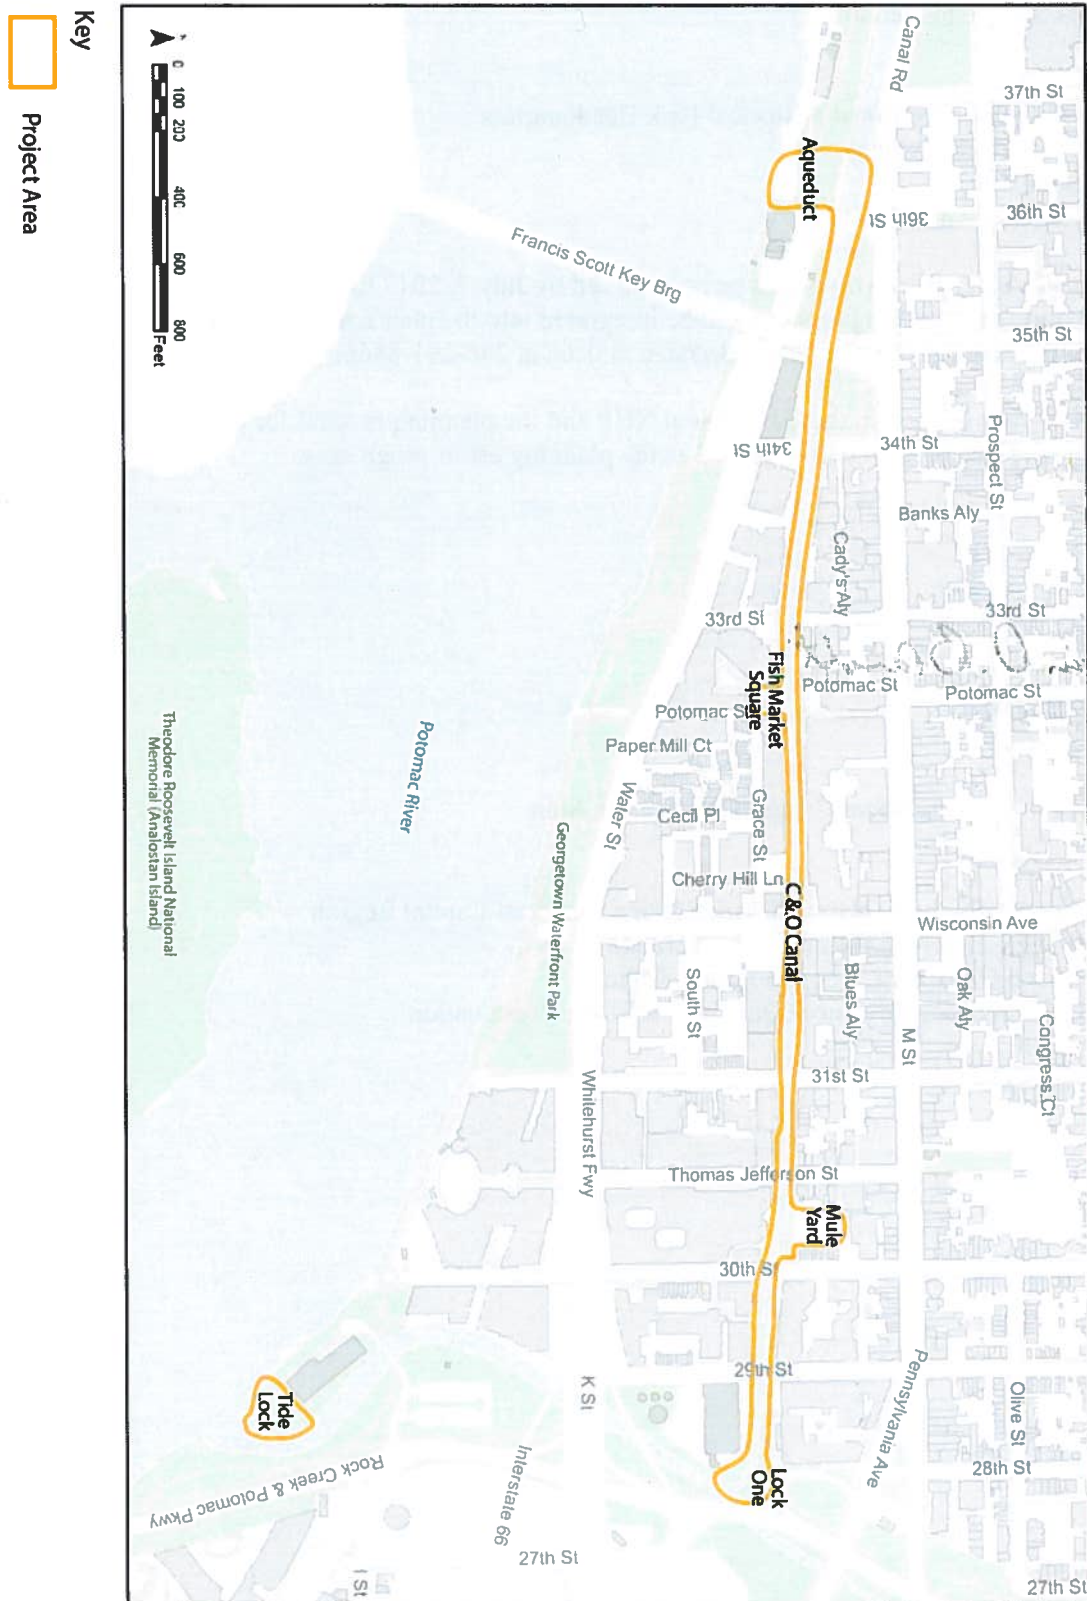 Key
Project Area
0 100 200 400 600 800
Feet
Canal Rd
37th St
Aqueduct
36th St
36th St
Francis Scott Key Brg
35th St
34th St
34th St
Prospect St
Banks Aly
Cady's Aly
33rd St
33rd St
Fish Market
Square
Potomac St
Potomac St
Potomac St
Paper Mill Ct
Water St
Grace St
Cecil Pl
Cherry Hill Ln
C & O Canal
Wisconsin Ave
Potomac River
Georgetown Waterfront Park
Theodore Roosevelt Island National
Memorial (Analostan Island)
South St
Blues Aly
Oak Aly
M St
Congress Ct
31st St
Whitehurst Fwy
Thomas Jefferson St
Mule
Yard
30th St
29th St
K St
Pennsylvania Ave
Olive St
28th St
Tide
Lock
Lock
One
Rock Creek & Potomac Pkwy
Interstate 66
27th St
27th St
I St